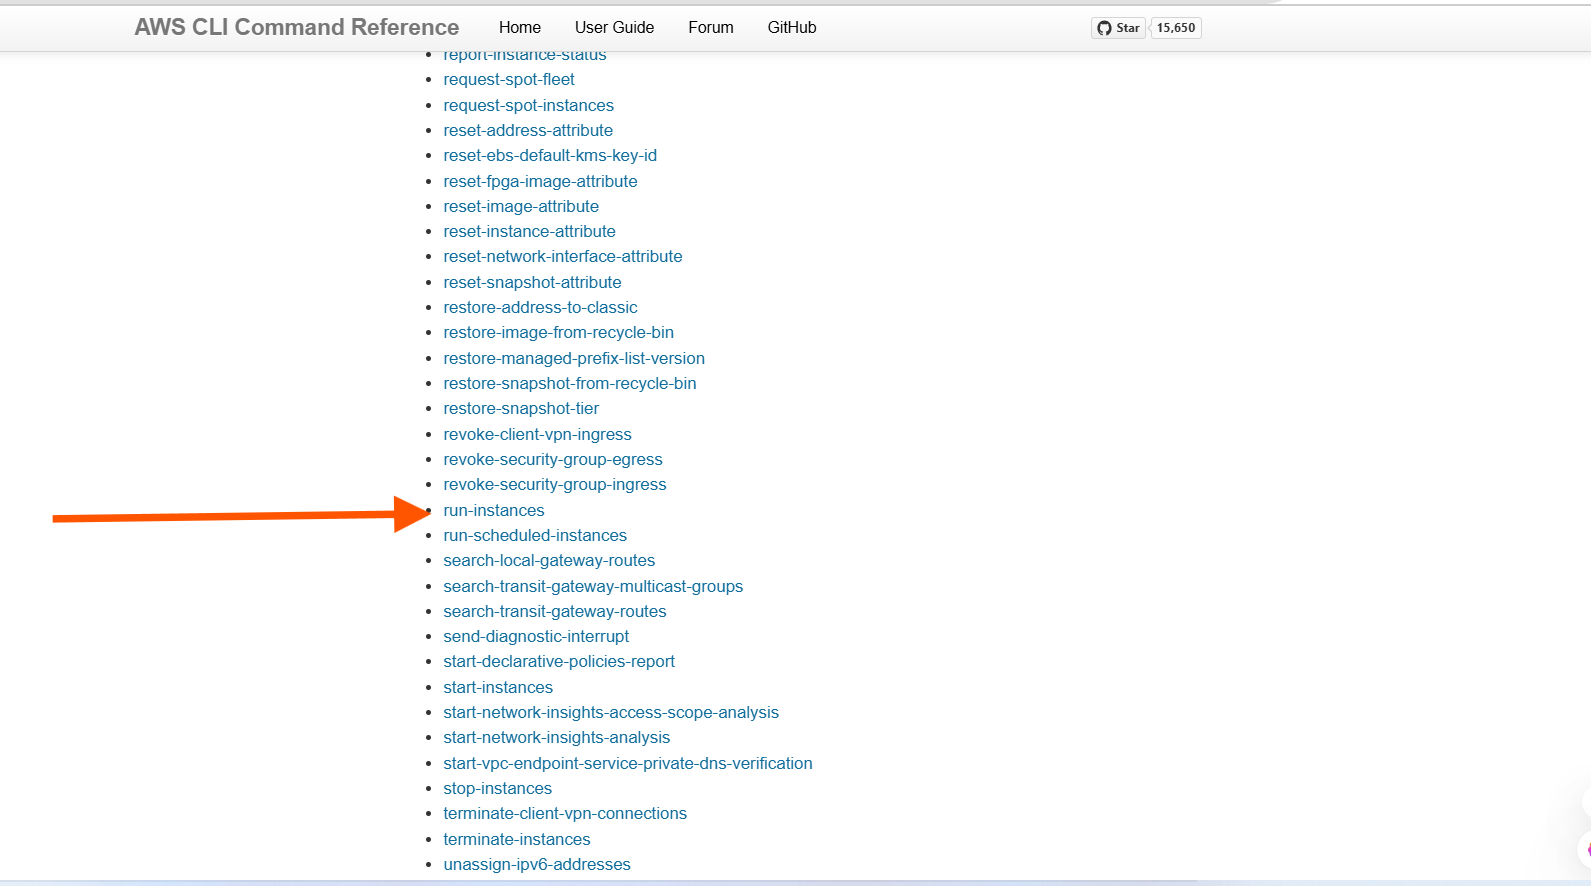 AWS CLI Command Reference Home User Guide Forum GitHub Star 15,650
report-instance-status
request-spot-fleet
request-spot-instances
reset-address-attribute
reset-ebs-default-kms-key-id
reset-fpga-image-attribute
reset-image-attribute
reset-instance-attribute
reset-network-interface-attribute
reset-snapshot-attribute
restore-address-to-classic
restore-image-from-recycle-bin
restore-managed-prefix-list-version
restore-snapshot-from-recycle-bin
restore-snapshot-tier
revoke-client-vpn-ingress
revoke-security-group-egress
revoke-security-group-ingress
run-instances
run-scheduled-instances
search-local-gateway-routes
search-transit-gateway-multicast-groups
search-transit-gateway-routes
send-diagnostic-interrupt
start-declarative-policies-report
start-instances
start-network-insights-access-scope-analysis
start-network-insights-analysis
start-vpc-endpoint-service-private-dns-verification
stop-instances
terminate-client-vpn-connections
terminate-instances
unassign-ipv6-addresses